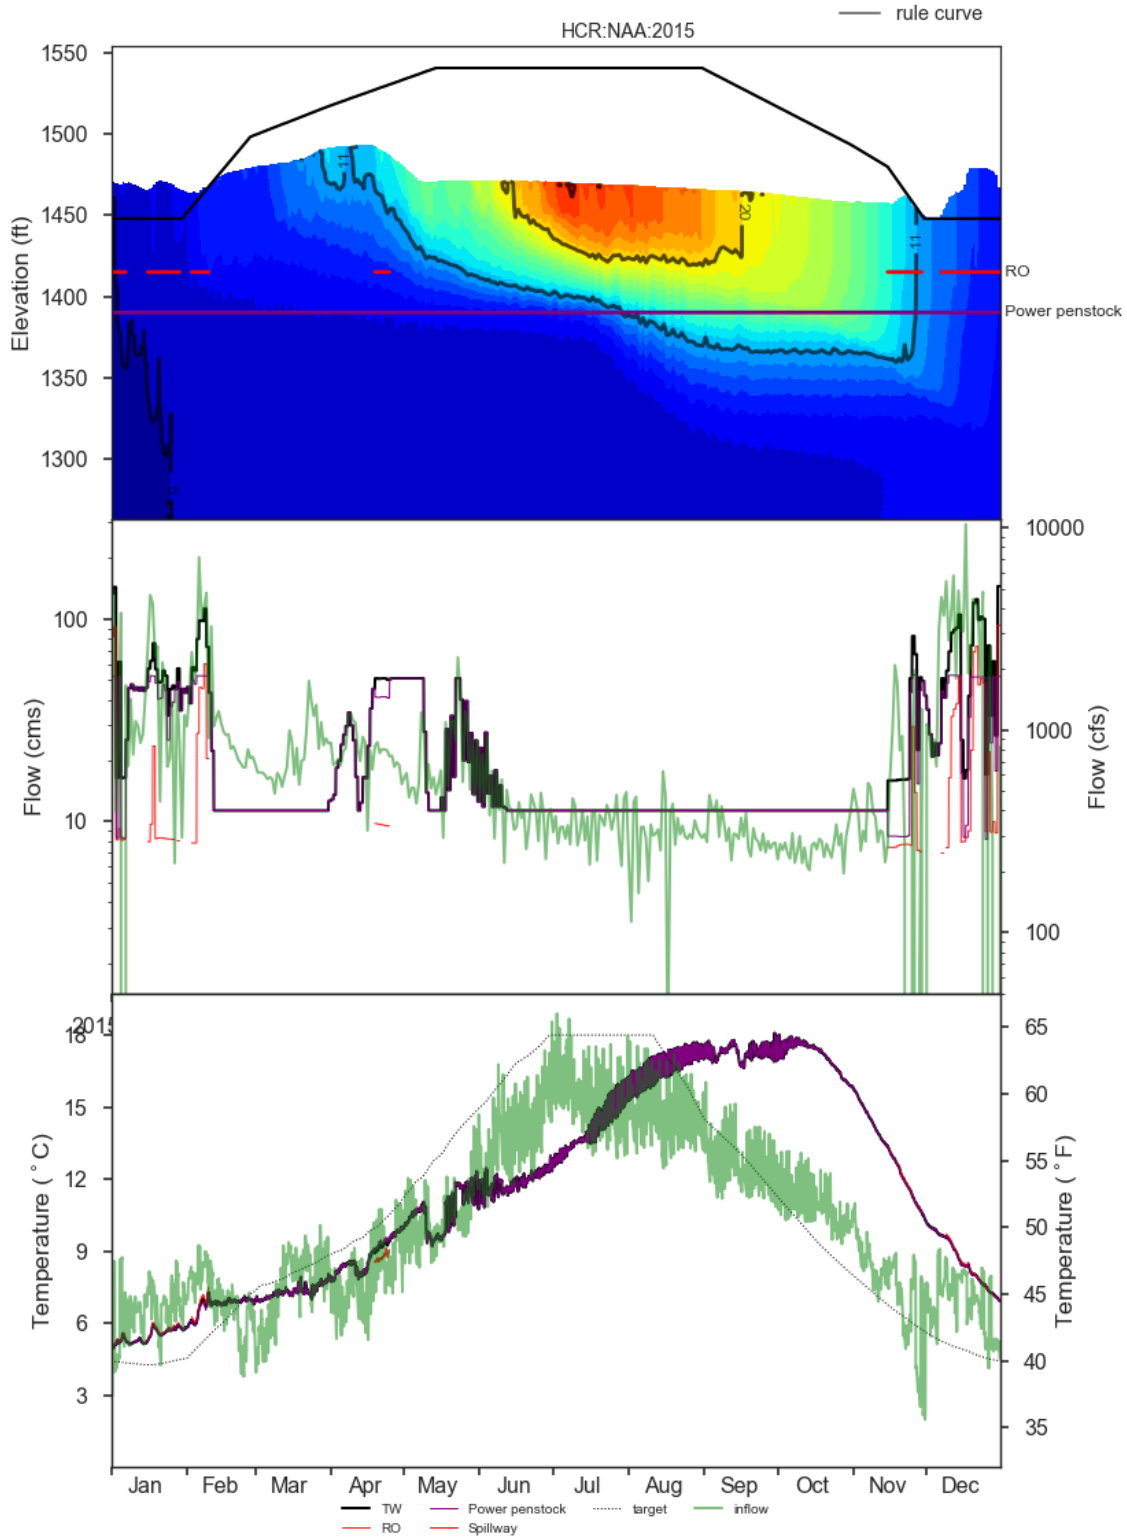 rule curve
HCR:NAA:2015
1550
1500
1450
1400
1350
1300
Elevation (ft)
11
20
11
5
RO
Power penstock
100
10
Flow (cms)
10000
1000
100
Flow (cfs)
2015
18
15
12
9
6
3
Temperature (°C)
65
60
55
50
45
40
35
Temperature (°F)
Jan Feb Mar Apr May Jun Jul Aug Sep Oct Nov Dec
TW Power penstock target inflow
RO Spillway